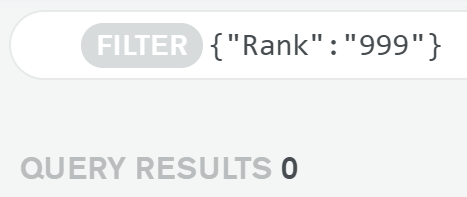 FILTER {"Rank":"999"}
QUERY RESULTS 0